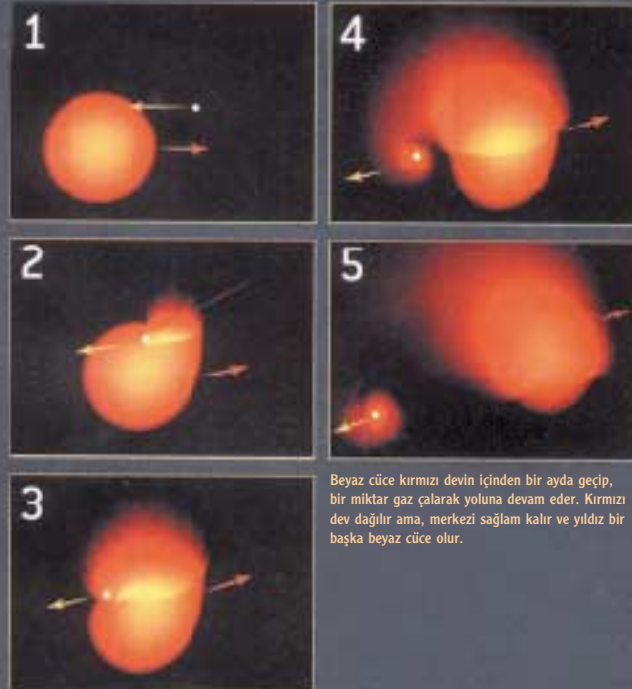 1
2
3
4
5
Beyaz cüce kırmızı devin içinden bir ayda geçip,
bir miktar gaz çalarak yoluna devam eder. Kırmızı
dev dağılır ama, merkezi sağlam kalır ve yıldız bir
başka beyaz cüce olur.